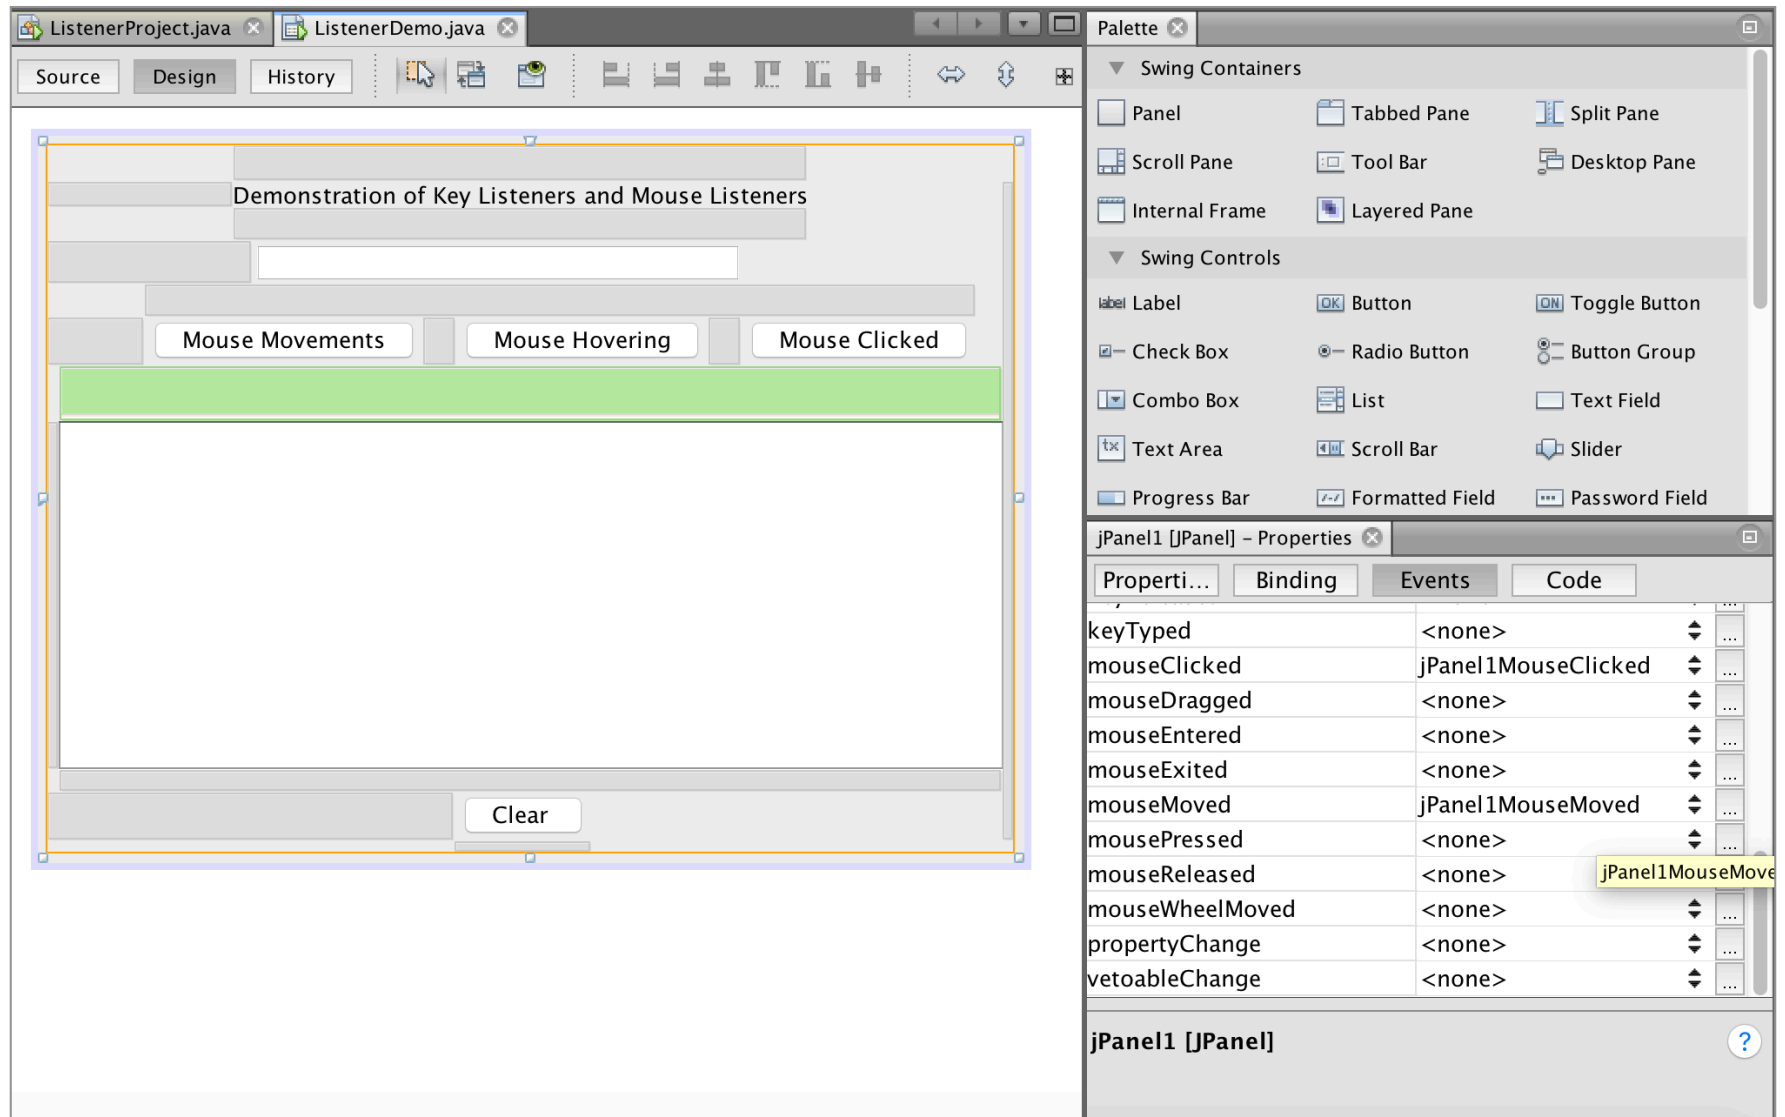 ListenerProject.java
ListenerDemo.java
Source
Design
History
Demonstration of Key Listeners and Mouse Listeners
Mouse Movements
Mouse Hovering
Mouse Clicked
Clear
Palette
Swing Containers
Panel
Tabbed Pane
Split Pane
Scroll Pane
Tool Bar
Desktop Pane
Internal Frame
Layered Pane
Swing Controls
label Label
OK Button
ON Toggle Button
Check Box
Radio Button
Button Group
Combo Box
List
Text Field
tx Text Area
Scroll Bar
Slider
Progress Bar
Formatted Field
Password Field
jPanel1 [JPanel] – Properties
Properti...
Binding
Events
Code
keyTyped <none> ...
mouseClicked jPanel1MouseClicked ...
mouseDragged <none> ...
mouseEntered <none> ...
mouseExited <none> ...
mouseMoved jPanel1MouseMoved ...
mousePressed <none> ...
mouseReleased <none>
jPanel1MouseMove
mouseWheelMoved <none> ...
propertyChange <none> ...
vetoableChange <none> ...
jPanel1 [JPanel]
?